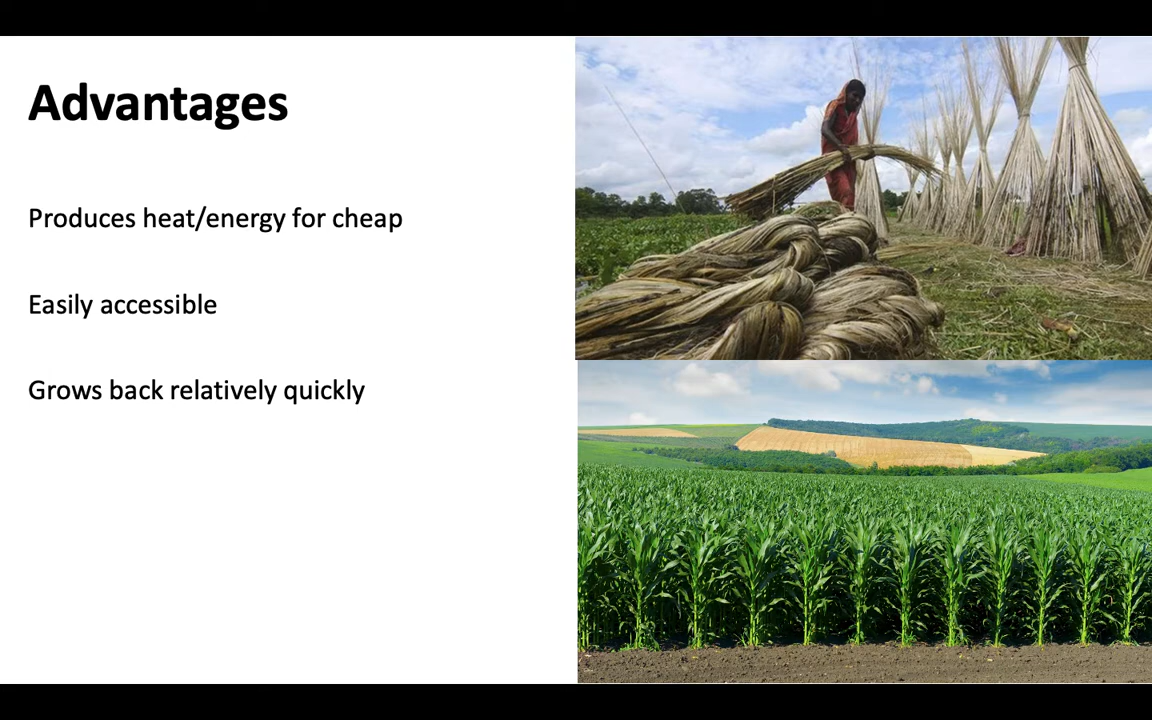 Advantages
Produces heat/energy for cheap
Easily accessible
Grows back relatively quickly